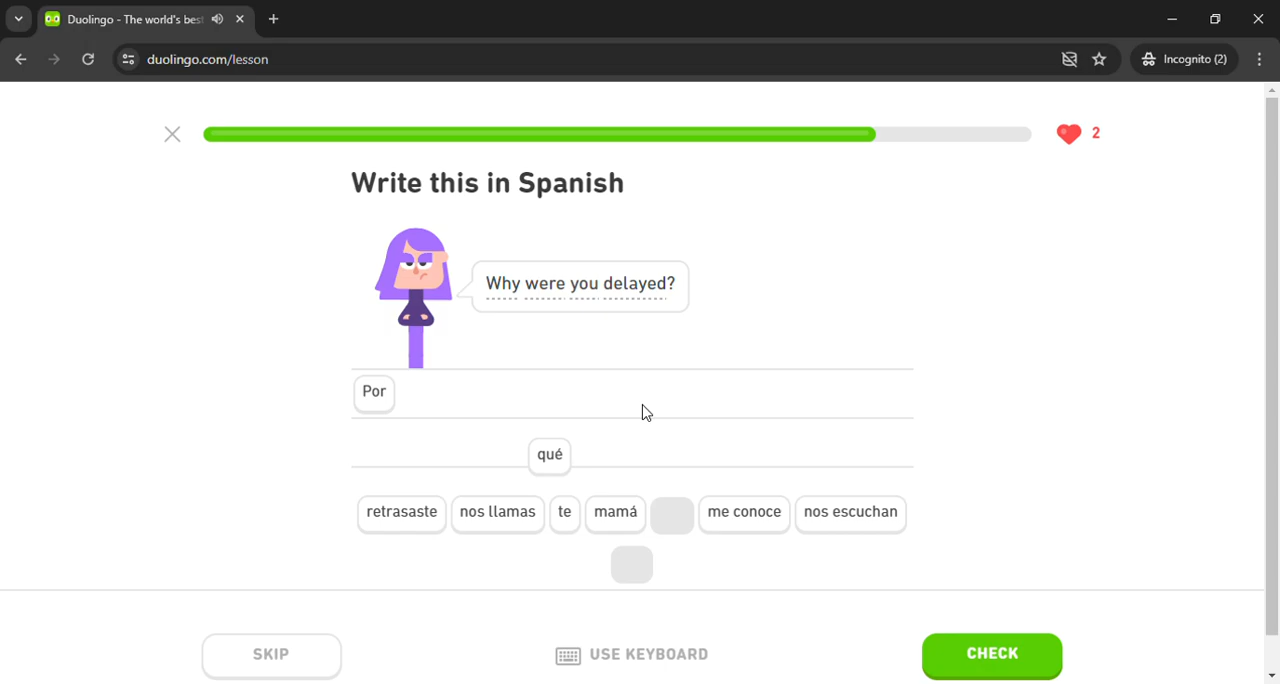 Duolingo - The world's best
duolingo.com/lesson
Incognito (2)
2
Write this in Spanish
Why were you delayed?
Por
qué
retrasaste nos llamas te mamá me conoce nos escuchan
SKIP USE KEYBOARD CHECK